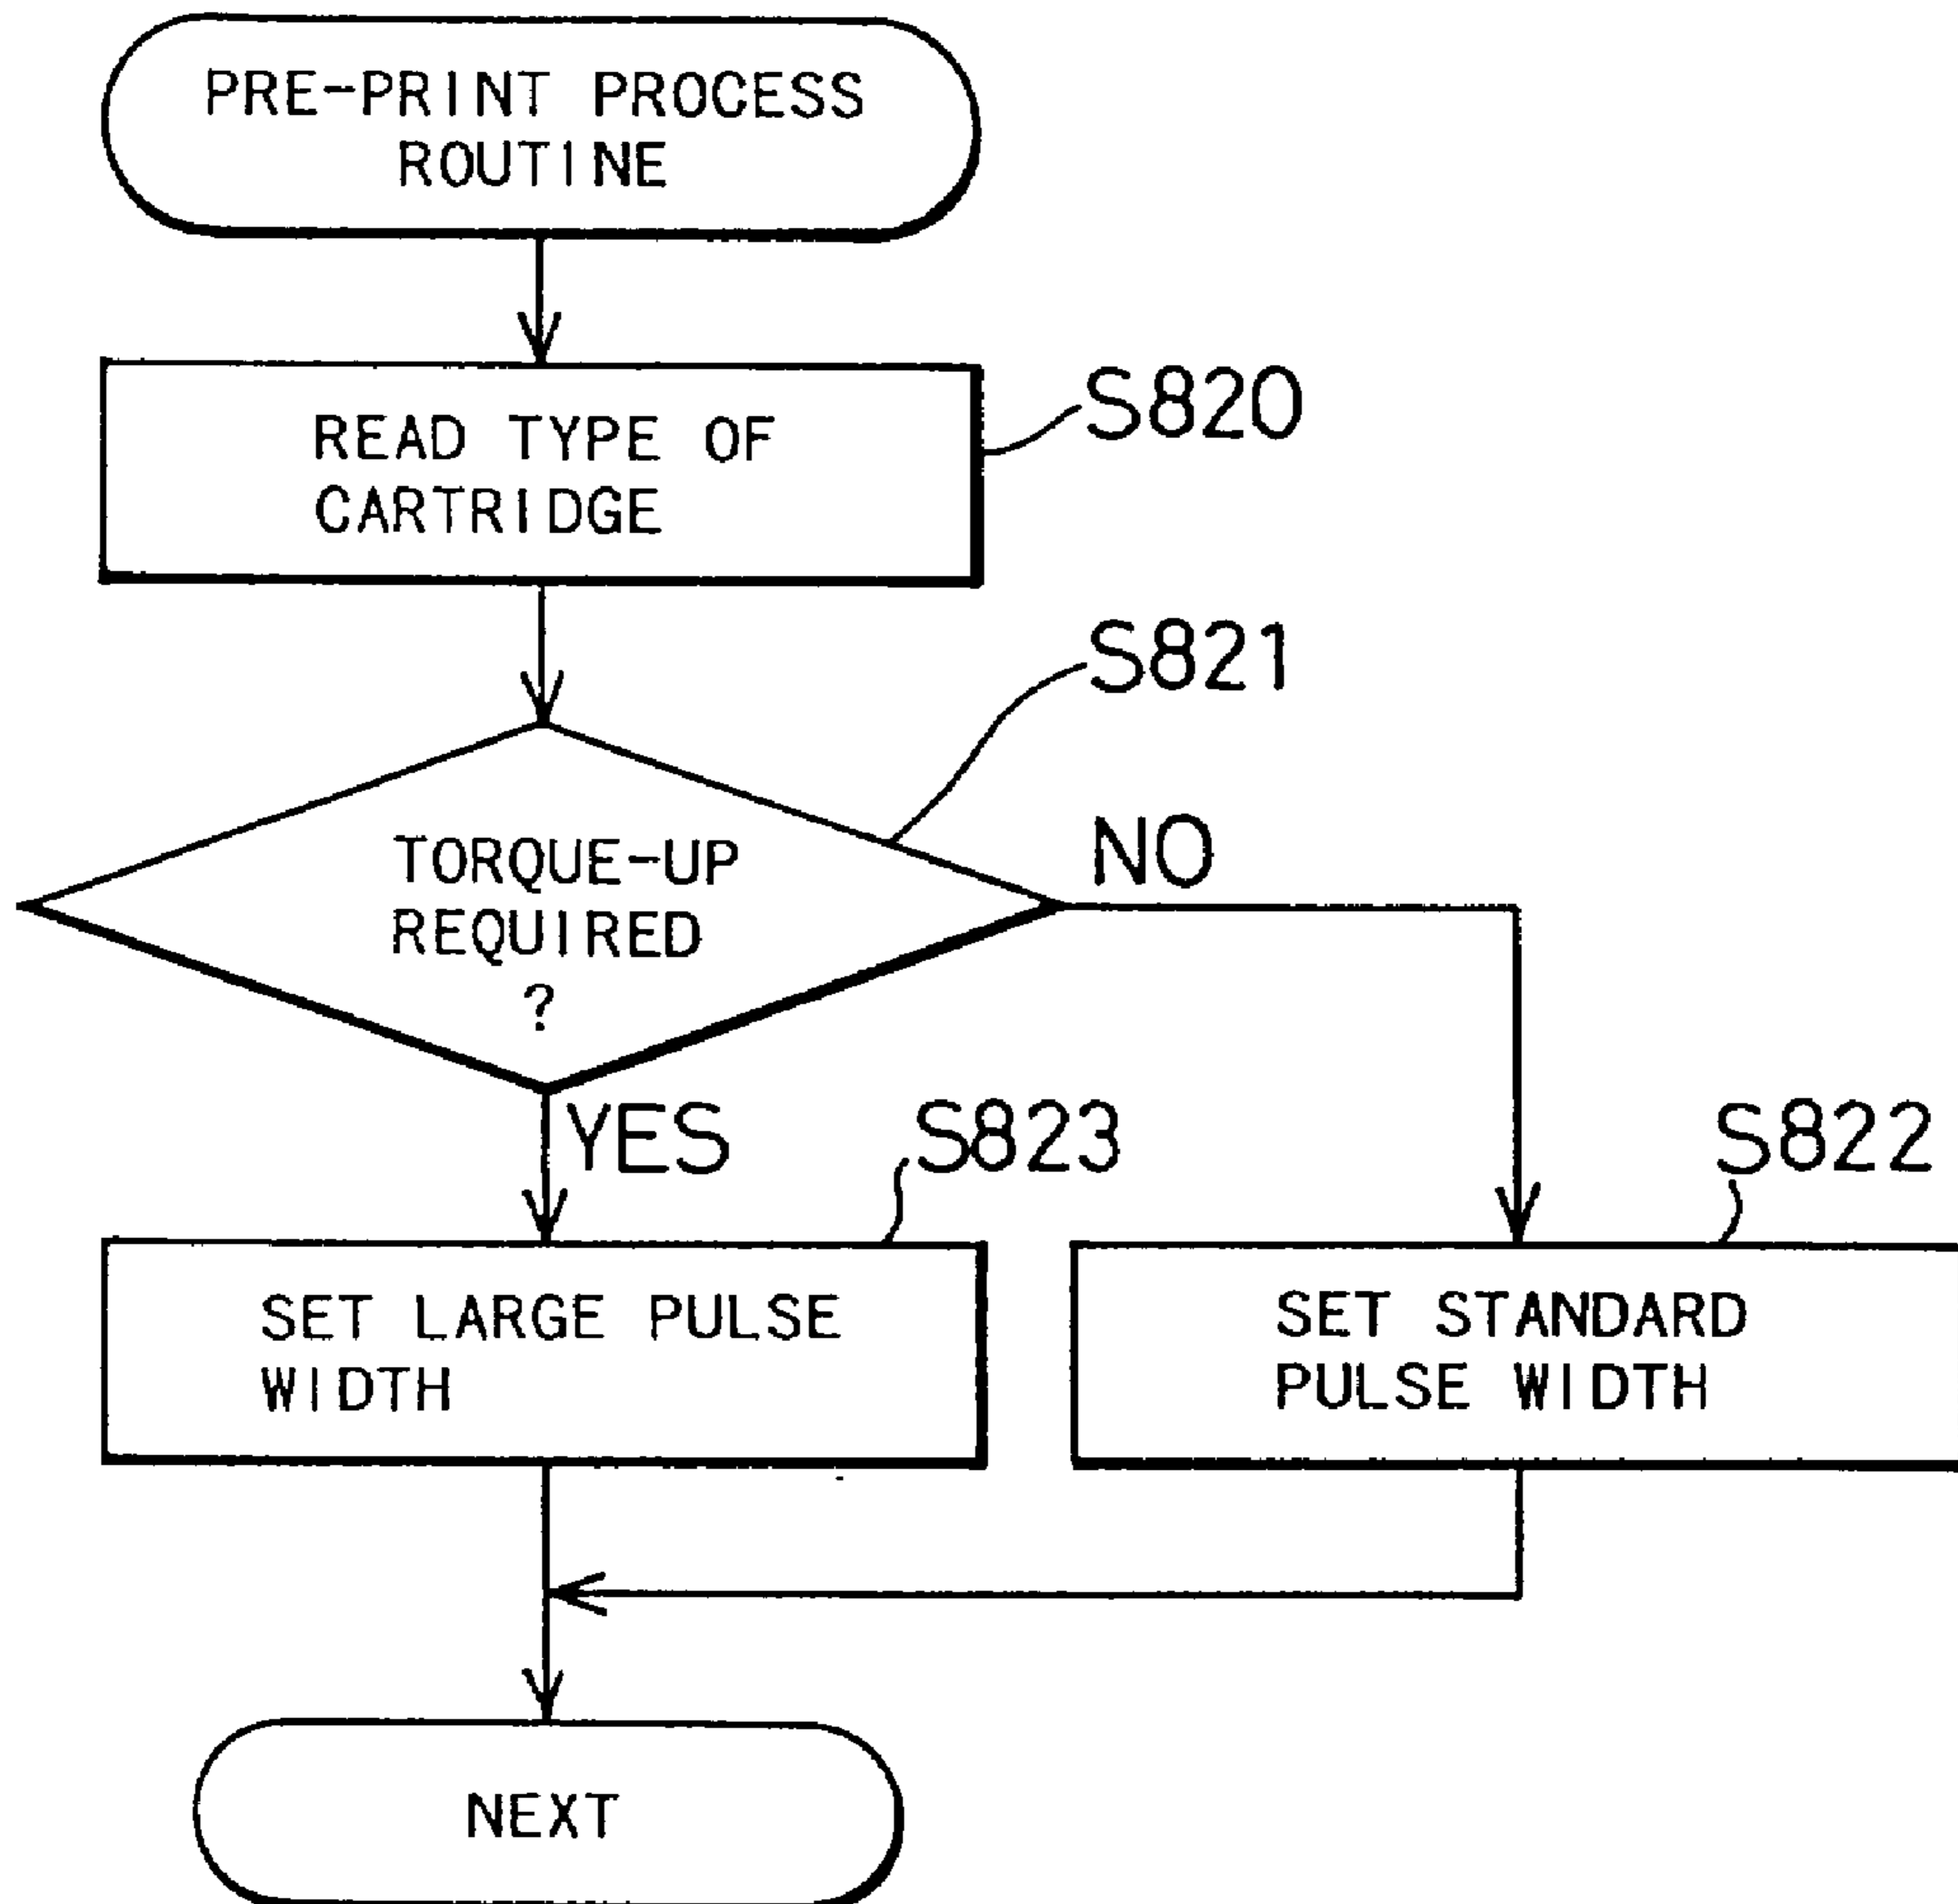 PRE-PRINT PROCESS
ROUTINE
S820
READ TYPE OF
CARTRIDGE
S821
TORQUE-UP
REQUIRED
?
NO
YES
S823
S822
SET LARGE PULSE
WIDTH
SET STANDARD
PULSE WIDTH
NEXT